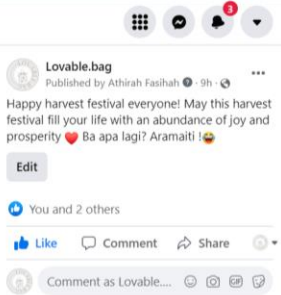 3
Lovable.bag
Published by Athirah Fasihah · 9h ·
Happy harvest festival everyone! May this harvest
festival fill your life with an abundance of joy and
prosperity ❤️ Ba apa lagi? Aramaiti !😂
Edit
You and 2 others
Like Comment Share
Comment as Lovable.... GIF